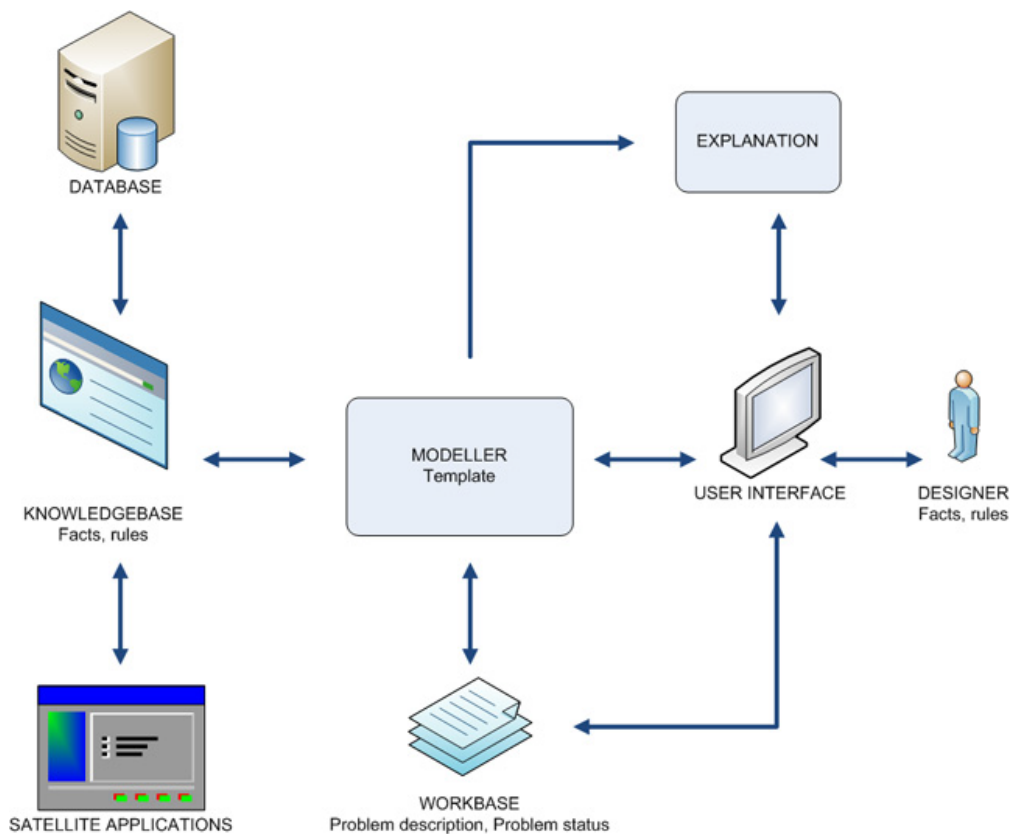 DATABASE
EXPLANATION
MODELLER
Template
USER INTERFACE
DESIGNER
Facts, rules
KNOWLEDGEBASE
Facts, rules
SATELLITE APPLICATIONS
WORKBASE
Problem description, Problem status